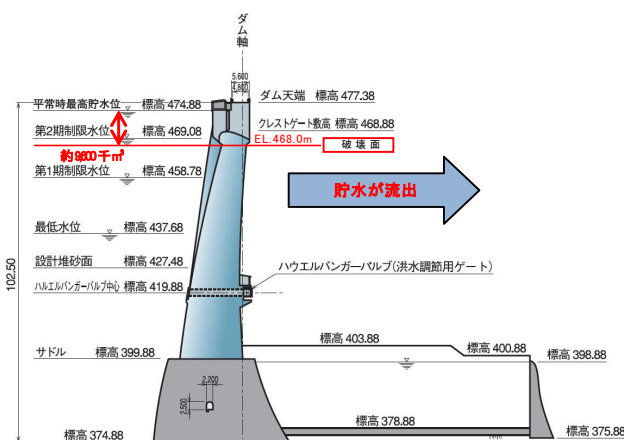 ダム軸
5.600
4.800
ダム天端 標高 477.38
平常時最高貯水位 標高 474.88
クレストゲート敷高 標高 468.88
第2期制限水位 標高 469.08
EL.468.0m 破壊面
約9,800千㎥
第1期制限水位 標高 458.78
貯水が流出
最低水位 標高 437.68
設計堆砂面 標高 427.48
ハウエルバンガーバルブ(洪水調節用ゲート)
ハルエルバンガーバルブ中心 標高 419.88
102.50
標高 403.88
標高 400.88
標高 398.88
サドル 標高 399.88
2,200
2,500
標高 378.88
標高 374.88
標高 375.88